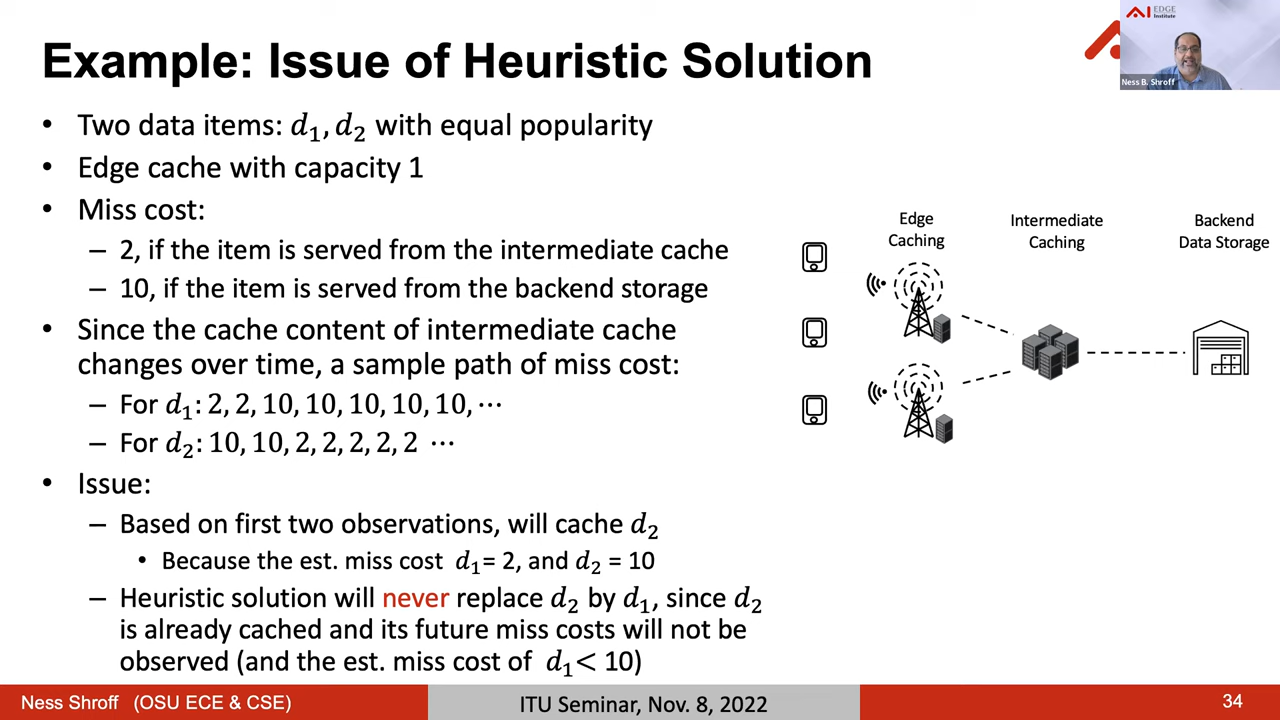 Example: Issue of Heuristic Solution
AI EDGE
Institute
Ness B. Shroff
• Two data items: d₁, d₂ with equal popularity
• Edge cache with capacity 1
• Miss cost:
– 2, if the item is served from the intermediate cache
– 10, if the item is served from the backend storage
• Since the cache content of intermediate cache
changes over time, a sample path of miss cost:
– For d₁: 2, 2, 10, 10, 10, 10, 10, ⋯
– For d₂: 10, 10, 2, 2, 2, 2, 2 ⋯
• Issue:
– Based on first two observations, will cache d₂
• Because the est. miss cost d₁= 2, and d₂ = 10
– Heuristic solution will never replace d₂ by d₁, since d₂
is already cached and its future miss costs will not be
observed (and the est. miss cost of d₁< 10)
Edge
Caching
Intermediate
Caching
Backend
Data Storage
Ness Shroff (OSU ECE & CSE)
ITU Seminar, Nov. 8, 2022
34